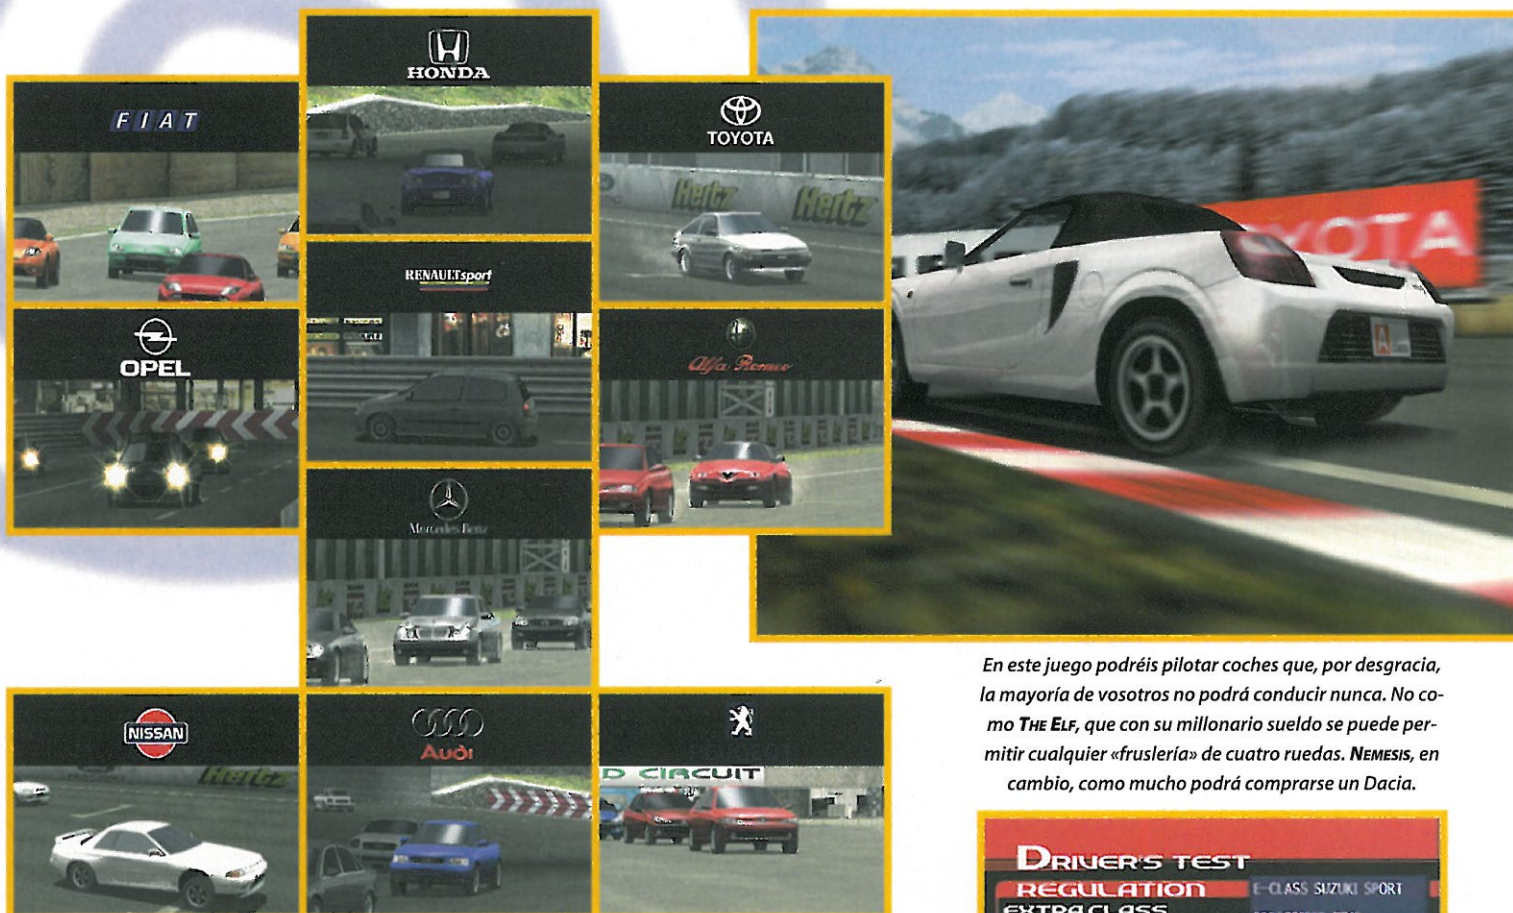 HONDA
FIAT
TOYOTA
Hertz Hertz
RENAULTsport
OPEL
Alfa Romeo
Mercedes-Benz
NISSAN
Hertz
Audi
D CIRCUIT
TOYOTA
A
En este juego podréis pilotar coches que, por desgracia,
la mayoría de vosotros no podrá conducir nunca. No co-
mo THE ELF, que con su millonario sueldo se puede per-
mitir cualquier «fruslería» de cuatro ruedas. NEMESIS, en
cambio, como mucho podrá comprarse un Dacia.
DRIVER'S TEST
REGULATION
E-CLASS SUZUKI SPORT
EXTRA CLASS